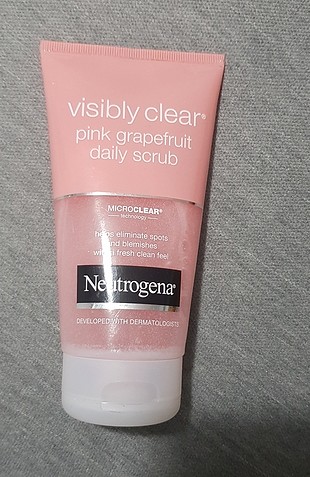 visibly clear®
pink grapefruit
daily scrub
MICROCLEAR®
technology
helps eliminate spots
and blemishes
with a fresh clean feel
Neutrogena®
DEVELOPED WITH DERMATOLOGISTS